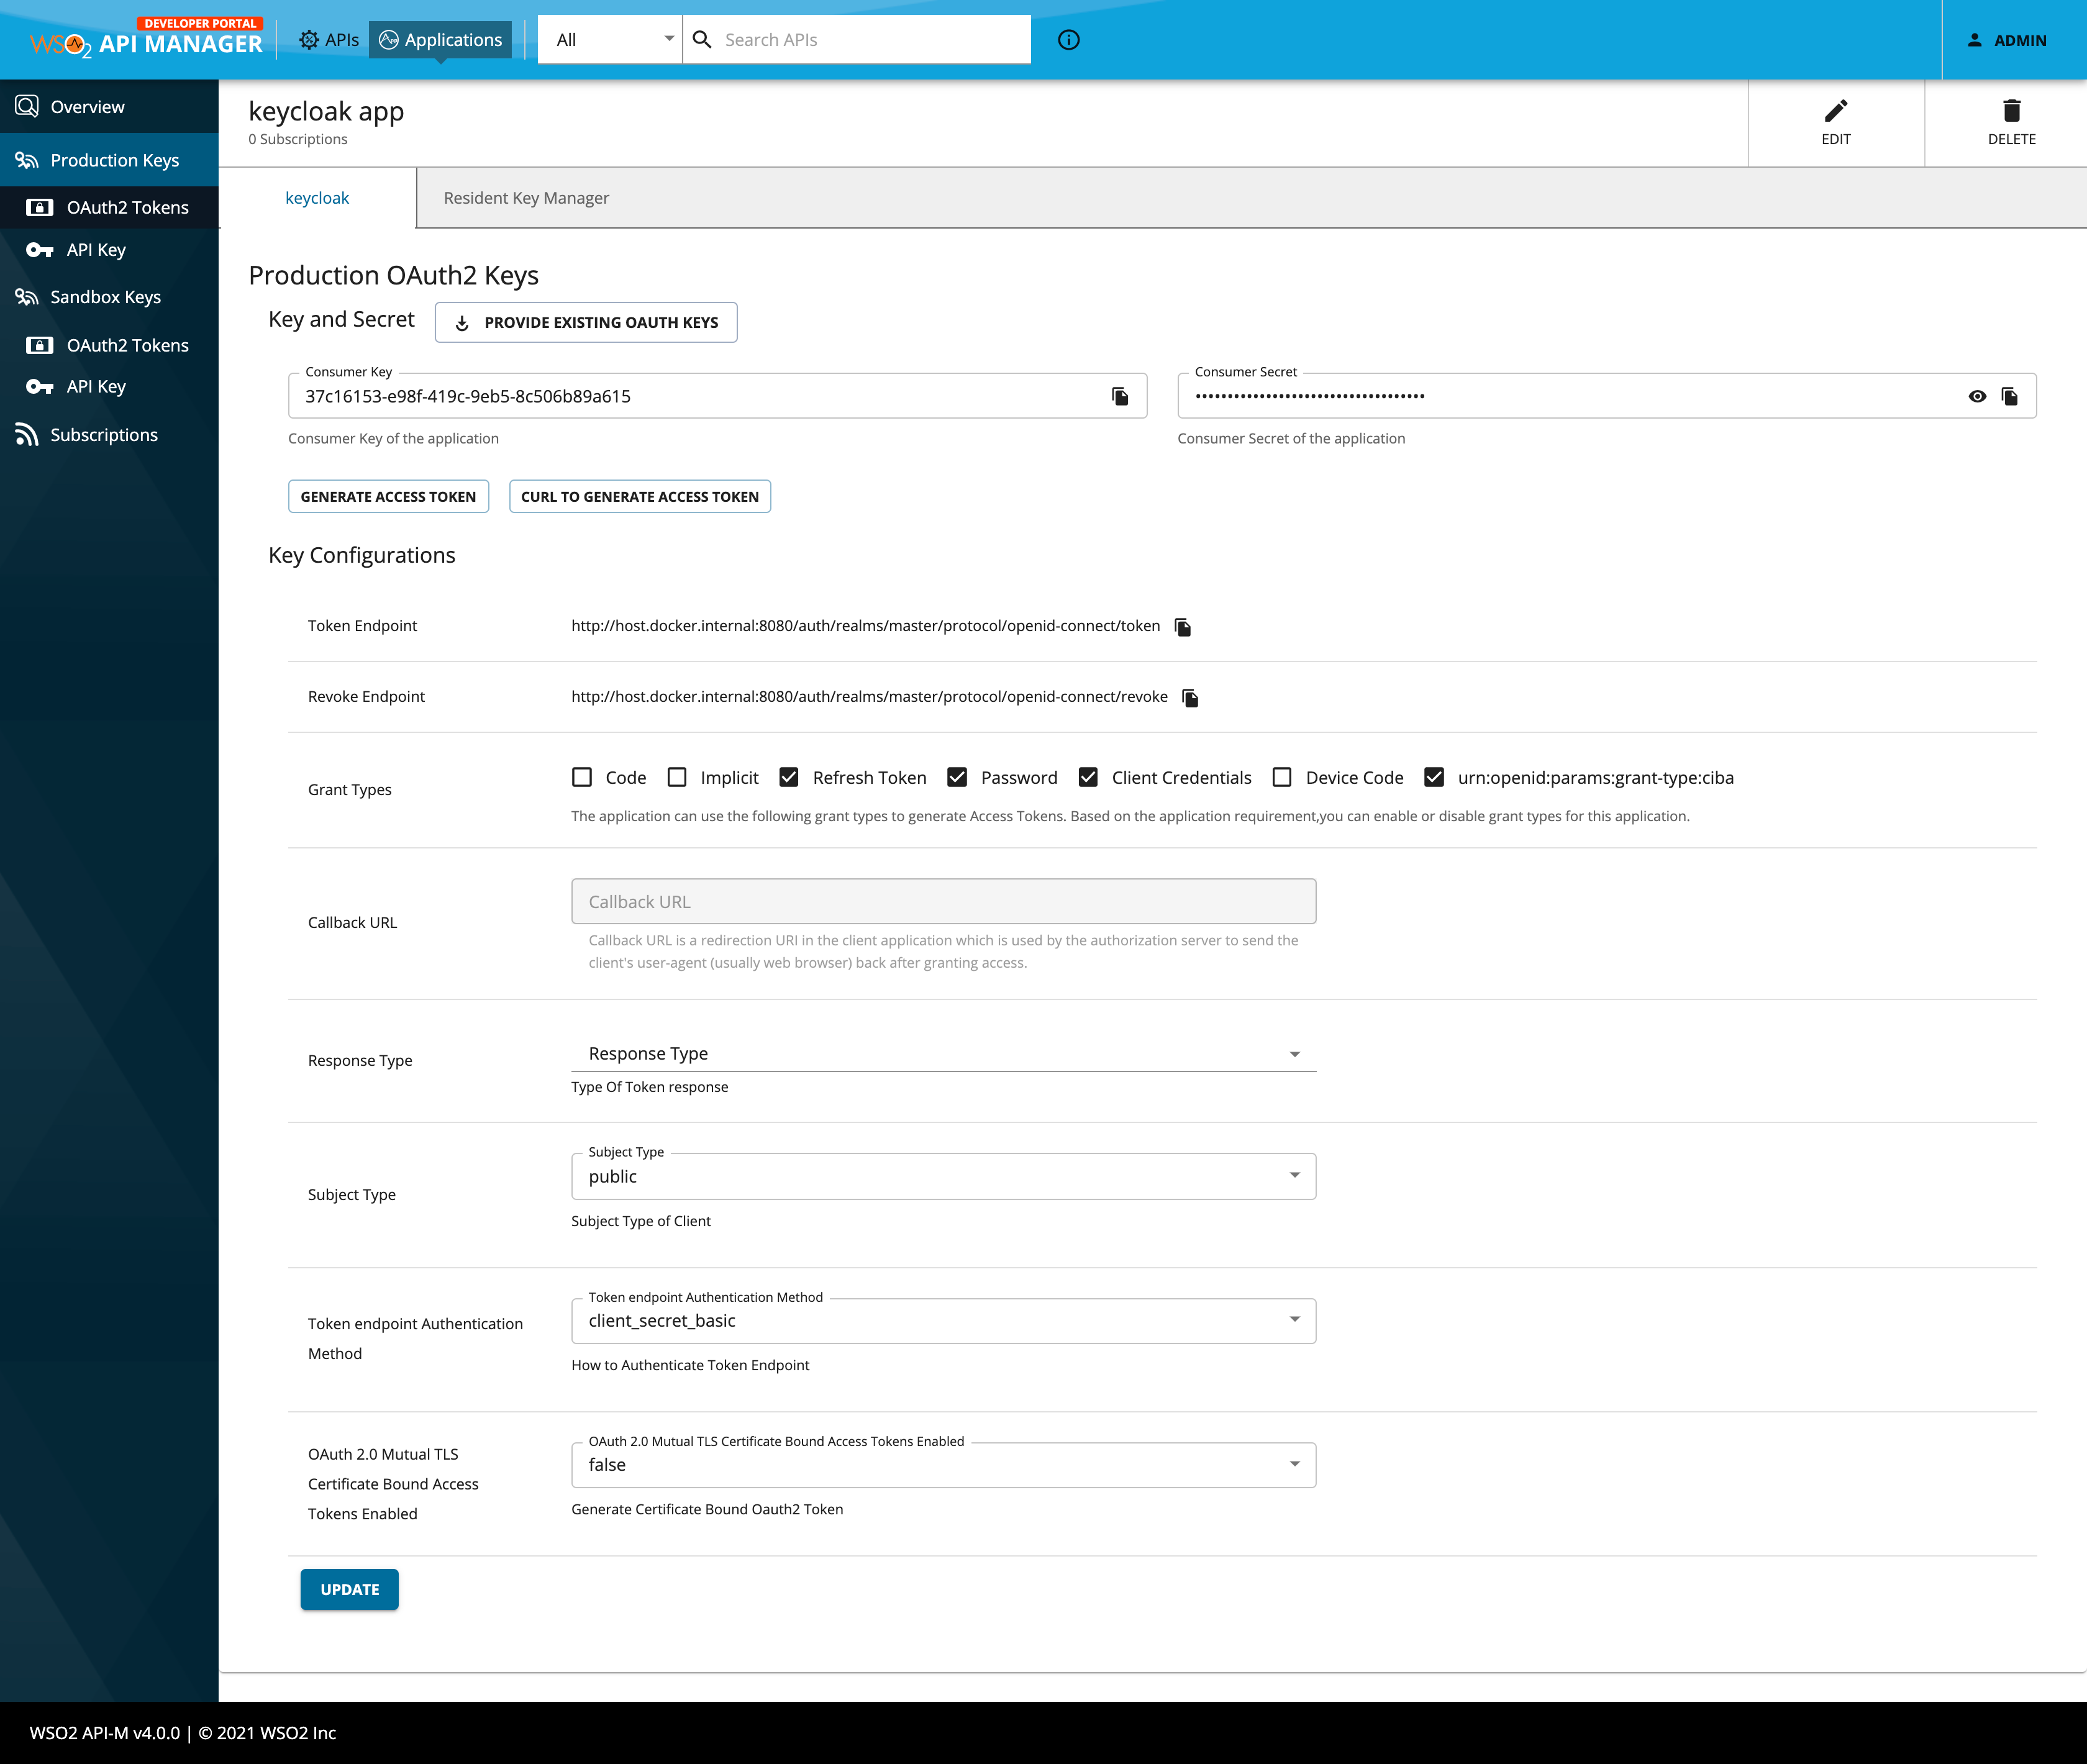 DEVELOPER PORTAL
WSO2 API MANAGER
APIs
Applications
All
Search APIs
ADMIN
Overview
Production Keys
OAuth2 Tokens
API Key
Sandbox Keys
OAuth2 Tokens
API Key
Subscriptions
keycloak app
0 Subscriptions
EDIT
DELETE
keycloak
Resident Key Manager
Production OAuth2 Keys
Key and Secret
PROVIDE EXISTING OAUTH KEYS
Consumer Key
37c16153-e98f-419c-9eb5-8c506b89a615
Consumer Key of the application
Consumer Secret
••••••••••••••••••••••••••••••••••••
Consumer Secret of the application
GENERATE ACCESS TOKEN
CURL TO GENERATE ACCESS TOKEN
Key Configurations
Token Endpoint
http://host.docker.internal:8080/auth/realms/master/protocol/openid-connect/token
Revoke Endpoint
http://host.docker.internal:8080/auth/realms/master/protocol/openid-connect/revoke
Grant Types
Code
Implicit
Refresh Token
Password
Client Credentials
Device Code
urn:openid:params:grant-type:ciba
The application can use the following grant types to generate Access Tokens. Based on the application requirement,you can enable or disable grant types for this application.
Callback URL
Callback URL
Callback URL is a redirection URI in the client application which is used by the authorization server to send the
client's user-agent (usually web browser) back after granting access.
Response Type
Response Type
Type Of Token response
Subject Type
Subject Type
public
Subject Type of Client
Token endpoint Authentication
Method
Token endpoint Authentication Method
client_secret_basic
How to Authenticate Token Endpoint
OAuth 2.0 Mutual TLS
Certificate Bound Access
Tokens Enabled
OAuth 2.0 Mutual TLS Certificate Bound Access Tokens Enabled
false
Generate Certificate Bound Oauth2 Token
UPDATE
WSO2 API-M v4.0.0 | © 2021 WSO2 Inc